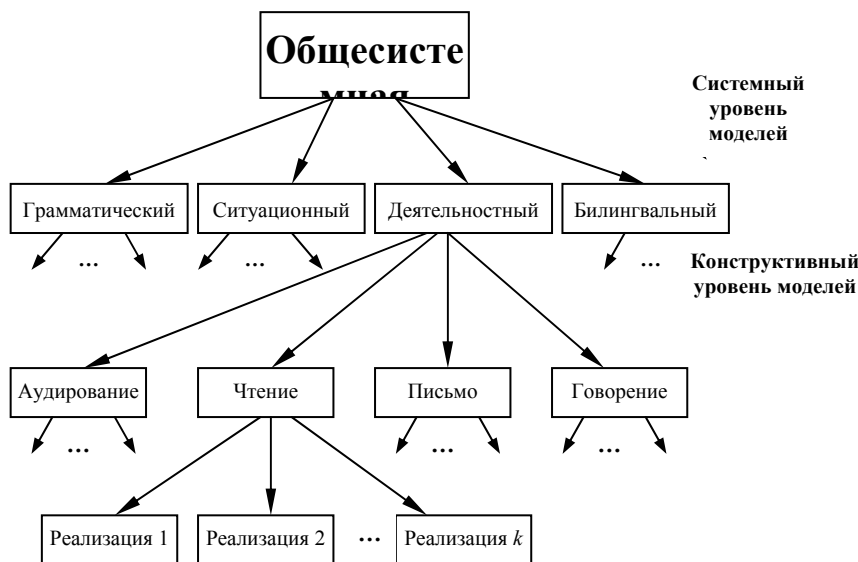 Общесисте
мная
Системный
уровень
моделей
Грамматический
Ситуационный
Деятельностный
Билингвальный
...
...
...
Конструктивный
уровень моделей
Аудирование
Чтение
Письмо
Говорение
...
...
...
Реализация 1
Реализация 2
...
Реализация k